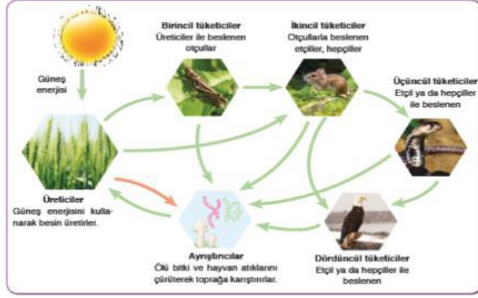 Birincil tüketiciler
Üreticiler ile beslenen
otçullar
İkincil tüketiciler
Otçullarla beslenen
etçiller, hepçiller
Güneş
enerjisi
Üçüncül tüketiciler
Etçil ya da hepçiller
ile beslenen
Üreticiler
Güneş enerjisini kulla-
narak besin üretirler.
Ayrıştırıcılar
Ölü bitki ve hayvan atıklarını
çürüterek toprağa karıştırırlar.
Dördüncül tüketiciler
Etçil ya da hepçiller ile
beslenen